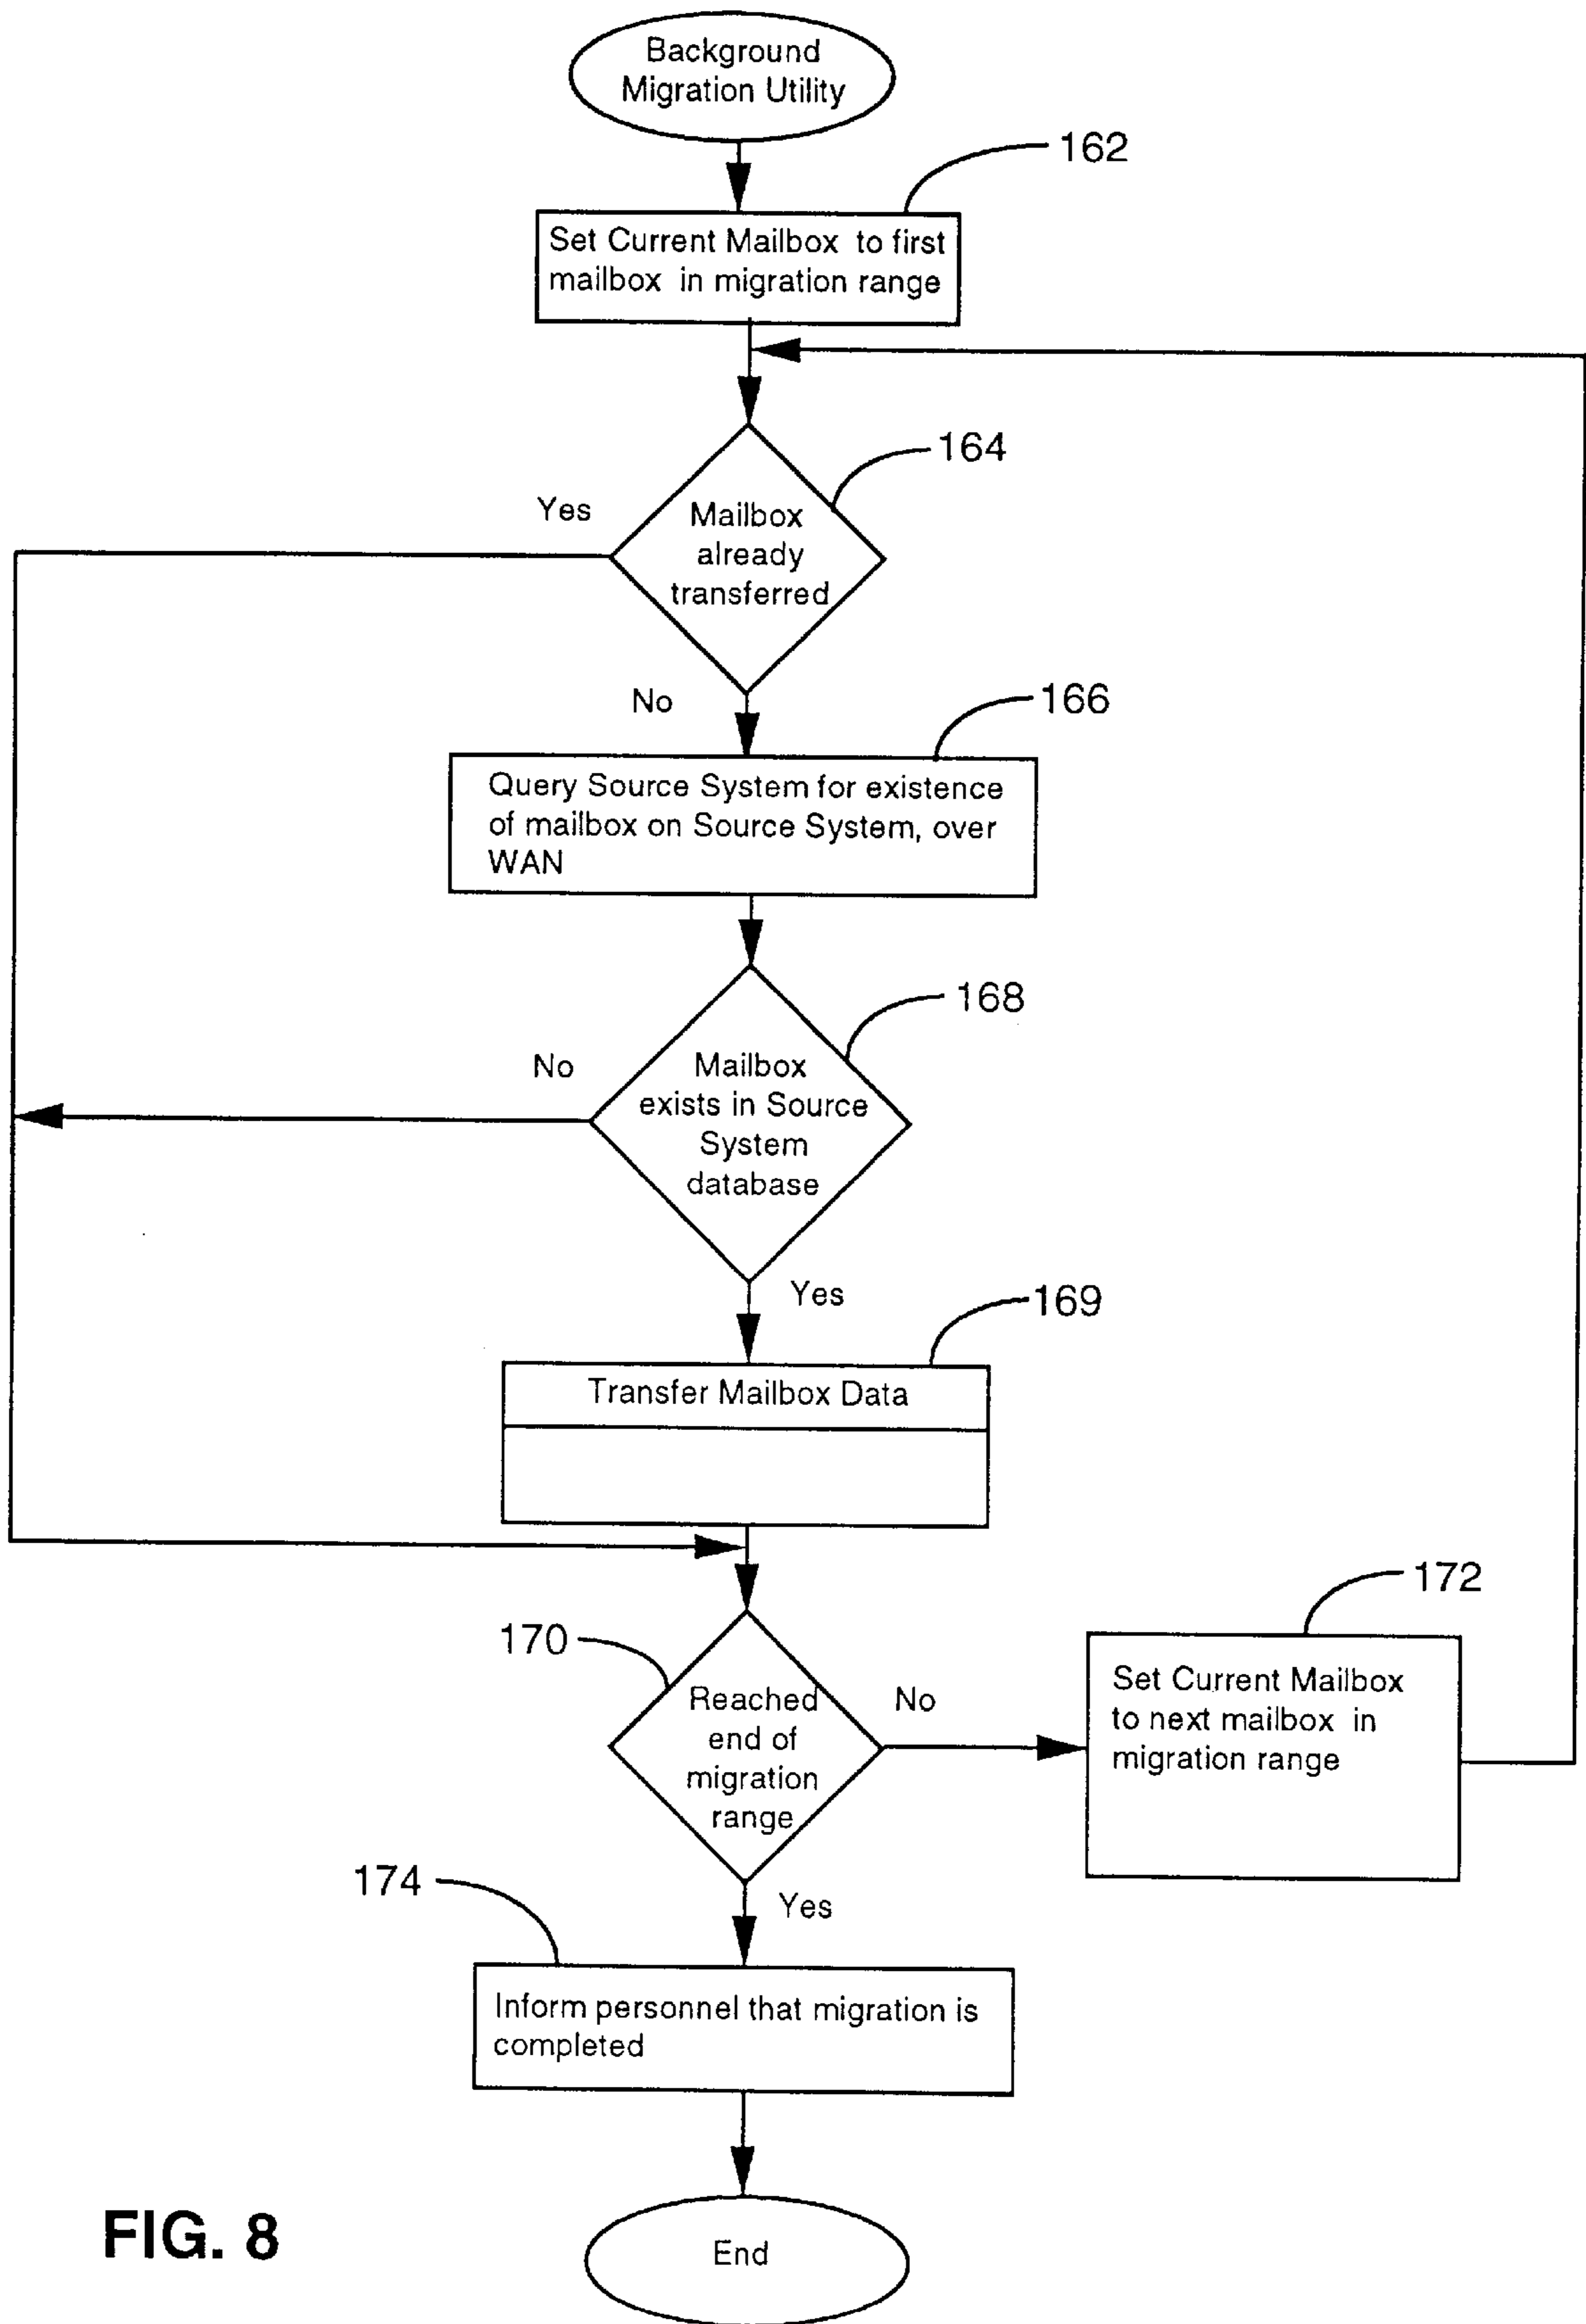 Background
Migration Utility
162
Set Current Mailbox to first
mailbox in migration range
164
Yes
Mailbox
already
transferred
No
166
Query Source System for existence
of mailbox on Source System, over
WAN
168
No
Mailbox
exists in Source
System
database
Yes
169
Transfer Mailbox Data
172
170
Reached
end of
migration
range
No
Set Current Mailbox
to next mailbox in
migration range
174
Yes
Inform personnel that migration is
completed
End
FIG. 8